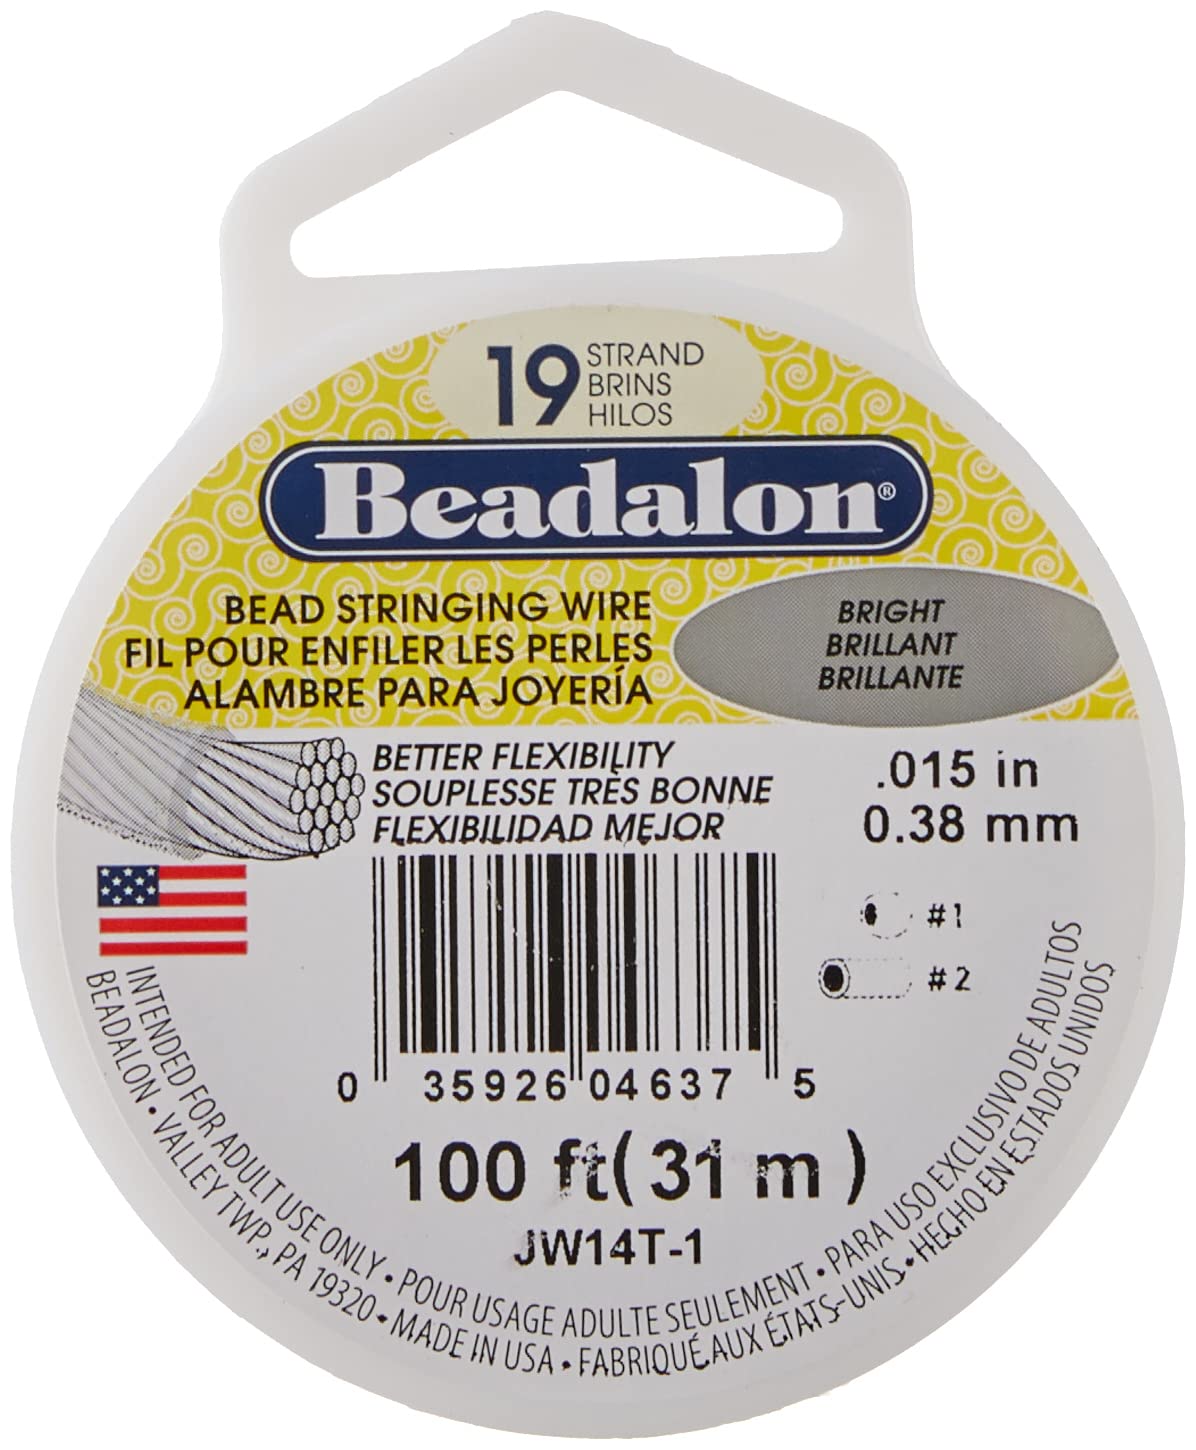 19 STRAND
BRINS
HILOS
Beadalon®
BEAD STRINGING WIRE
FIL POUR ENFILER LES PERLES
ALAMBRE PARA JOYERÍA
BRIGHT
BRILLANT
BRILLANTE
BETTER FLEXIBILITY
SOUPLESSE TRÈS BONNE
FLEXIBILIDAD MEJOR
.015 in
0.38 mm
#1
#2
0 35926 04637 5
100 ft(31 m)
JW14T-1
INTENDED FOR ADULT USE ONLY • POUR USAGE ADULTE SEULEMENT • PARA USO EXCLUSIVO DE ADULTOS
BEADALON • VALLEY TWP., PA 19320 • MADE IN USA • FABRIQUÉ AUX ÉTATS-UNIS • HECHO EN ESTADOS UNIDOS